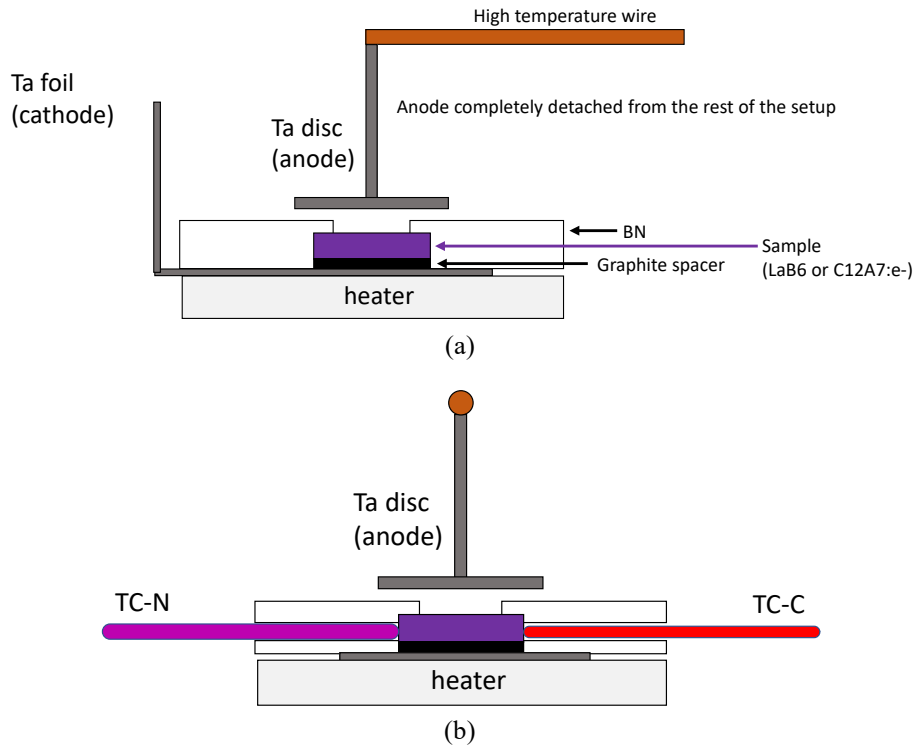 High temperature wire
Ta foil
(cathode)
Anode completely detached from the rest of the setup
Ta disc
(anode)
BN
Sample
(LaB6 or C12A7:e-)
Graphite spacer
heater
(a)
Ta disc
(anode)
TC-N
TC-C
heater
(b)